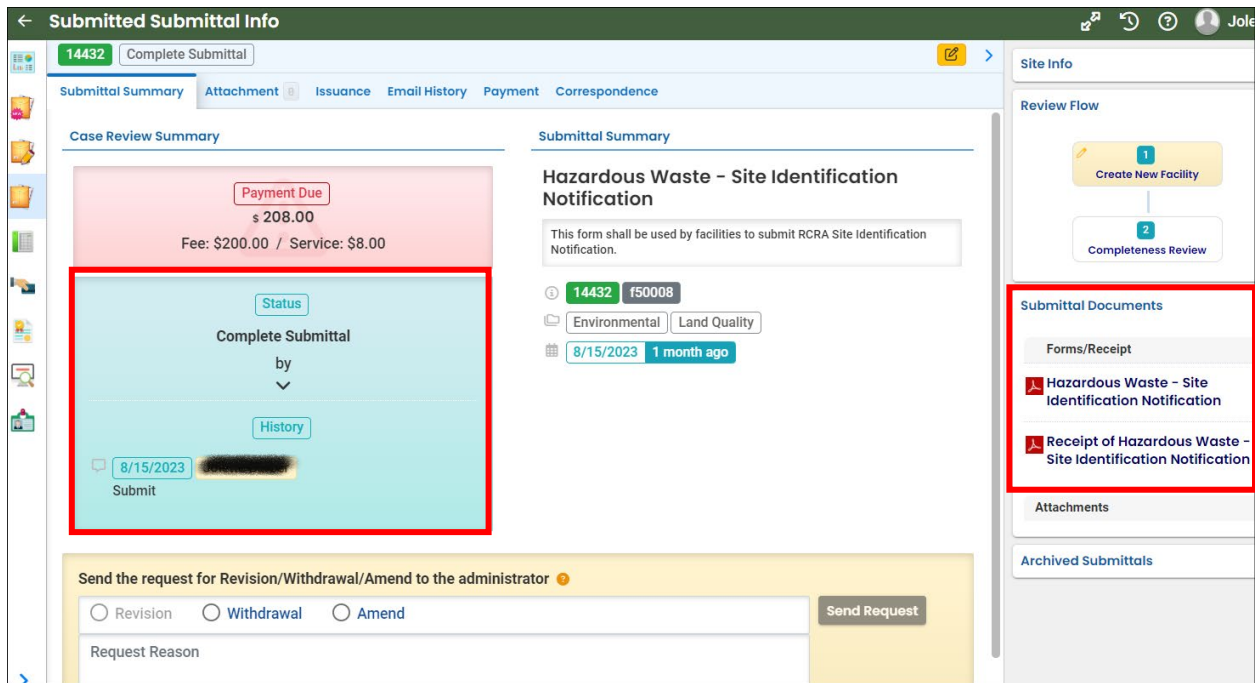 Submitted Submittal Info
Jole
14432 Complete Submittal
Submittal Summary Attachment 0 Issuance Email History Payment Correspondence
Case Review Summary
Payment Due
$ 208.00
Fee: $200.00 / Service: $8.00
Status
Complete Submittal
by
History
8/15/2023
Submit
Submittal Summary
Hazardous Waste - Site Identification
Notification
This form shall be used by facilities to submit RCRA Site Identification
Notification.
14432 f50008
Environmental Land Quality
8/15/2023 1 month ago
Send the request for Revision/Withdrawal/Amend to the administrator
Revision Withdrawal Amend
Send Request
Request Reason
Site Info
Review Flow
1
Create New Facility
2
Completeness Review
Submittal Documents
Forms/Receipt
Hazardous Waste - Site
Identification Notification
Receipt of Hazardous Waste -
Site Identification Notification
Attachments
Archived Submittals